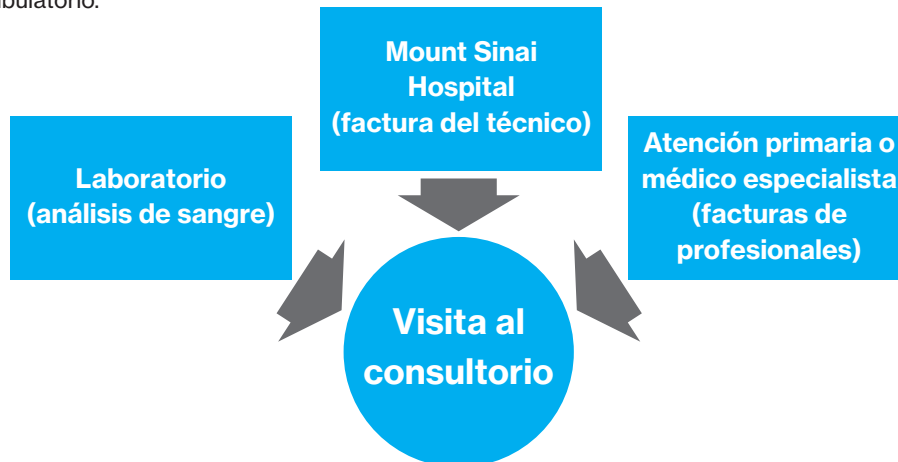 Mount Sinai
Hospital
(factura del técnico)
Laboratorio
(análisis de sangre)
Atención primaria o
médico especialista
(facturas de
profesionales)
Visita al
consultorio